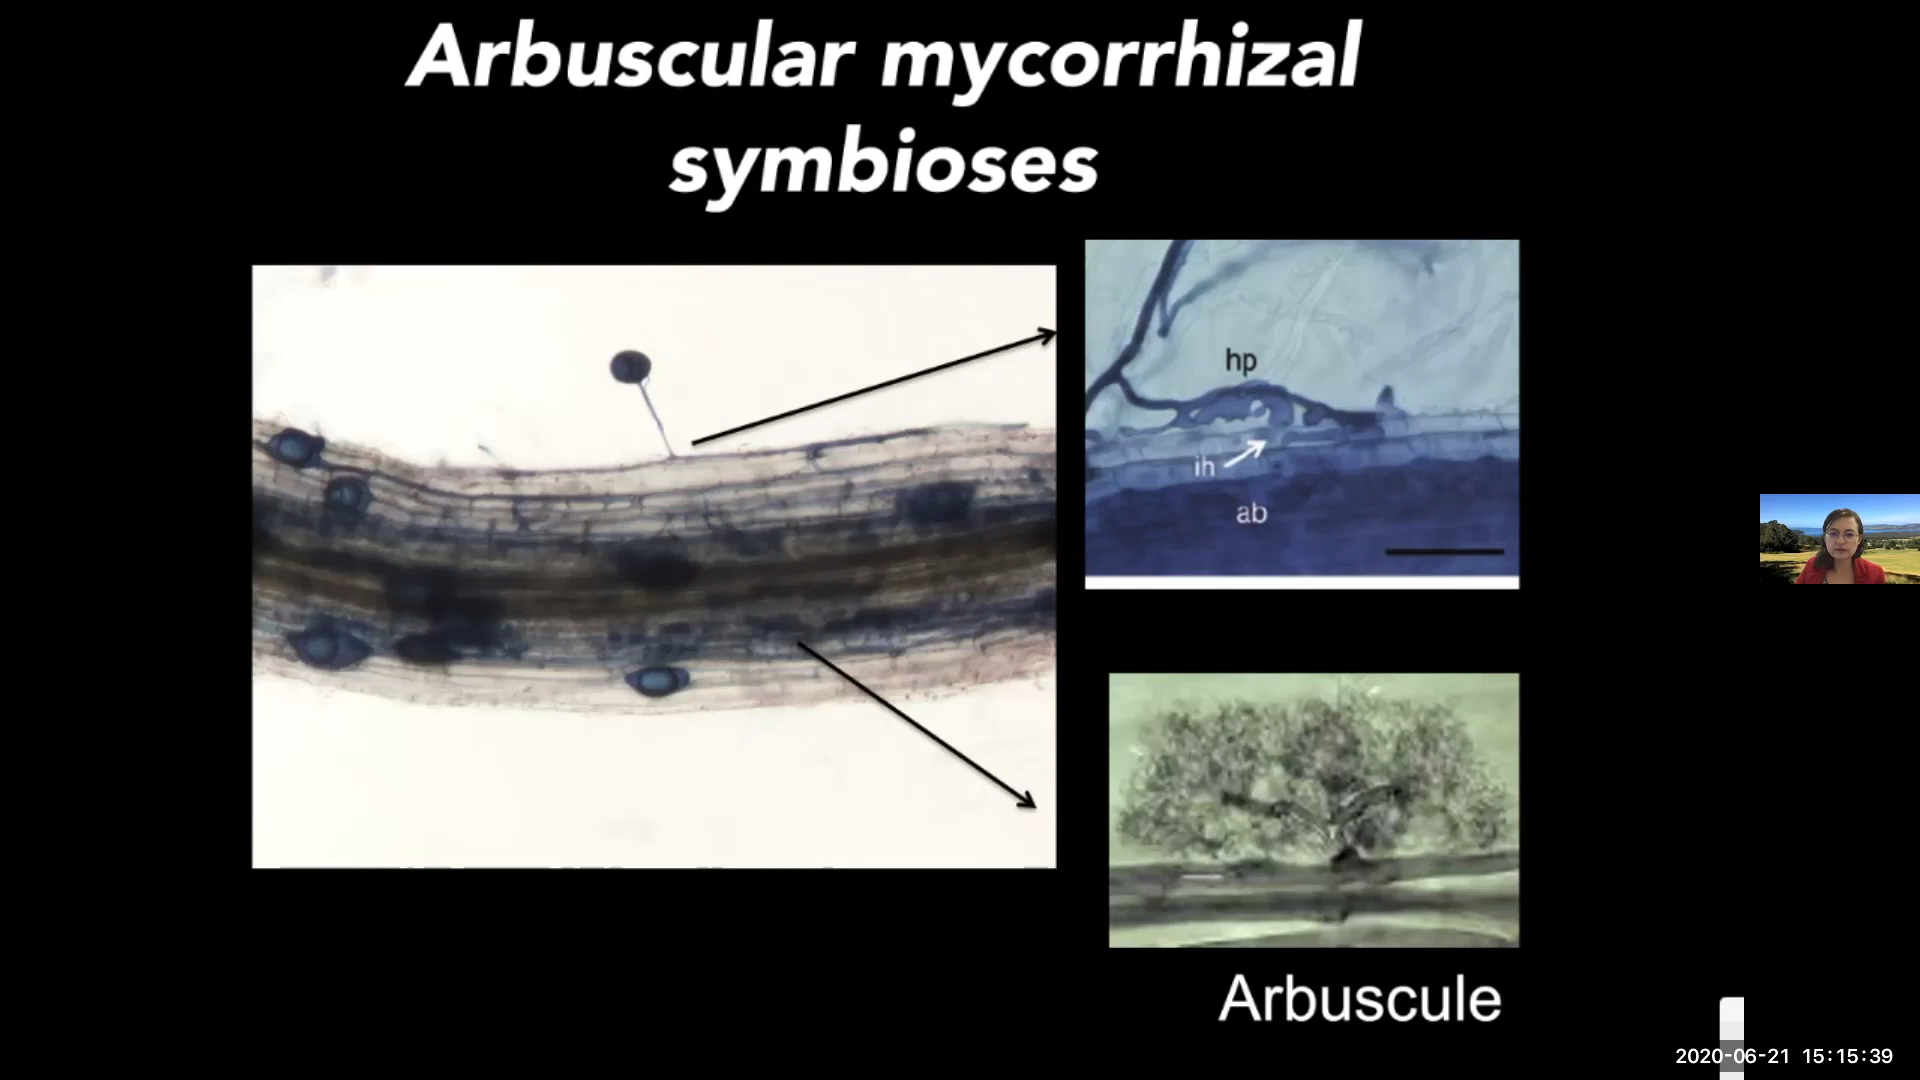 Arbuscular mycorrhizal
symbioses
hp
ih
ab
Arbuscule
2020-06-21 15:15:39